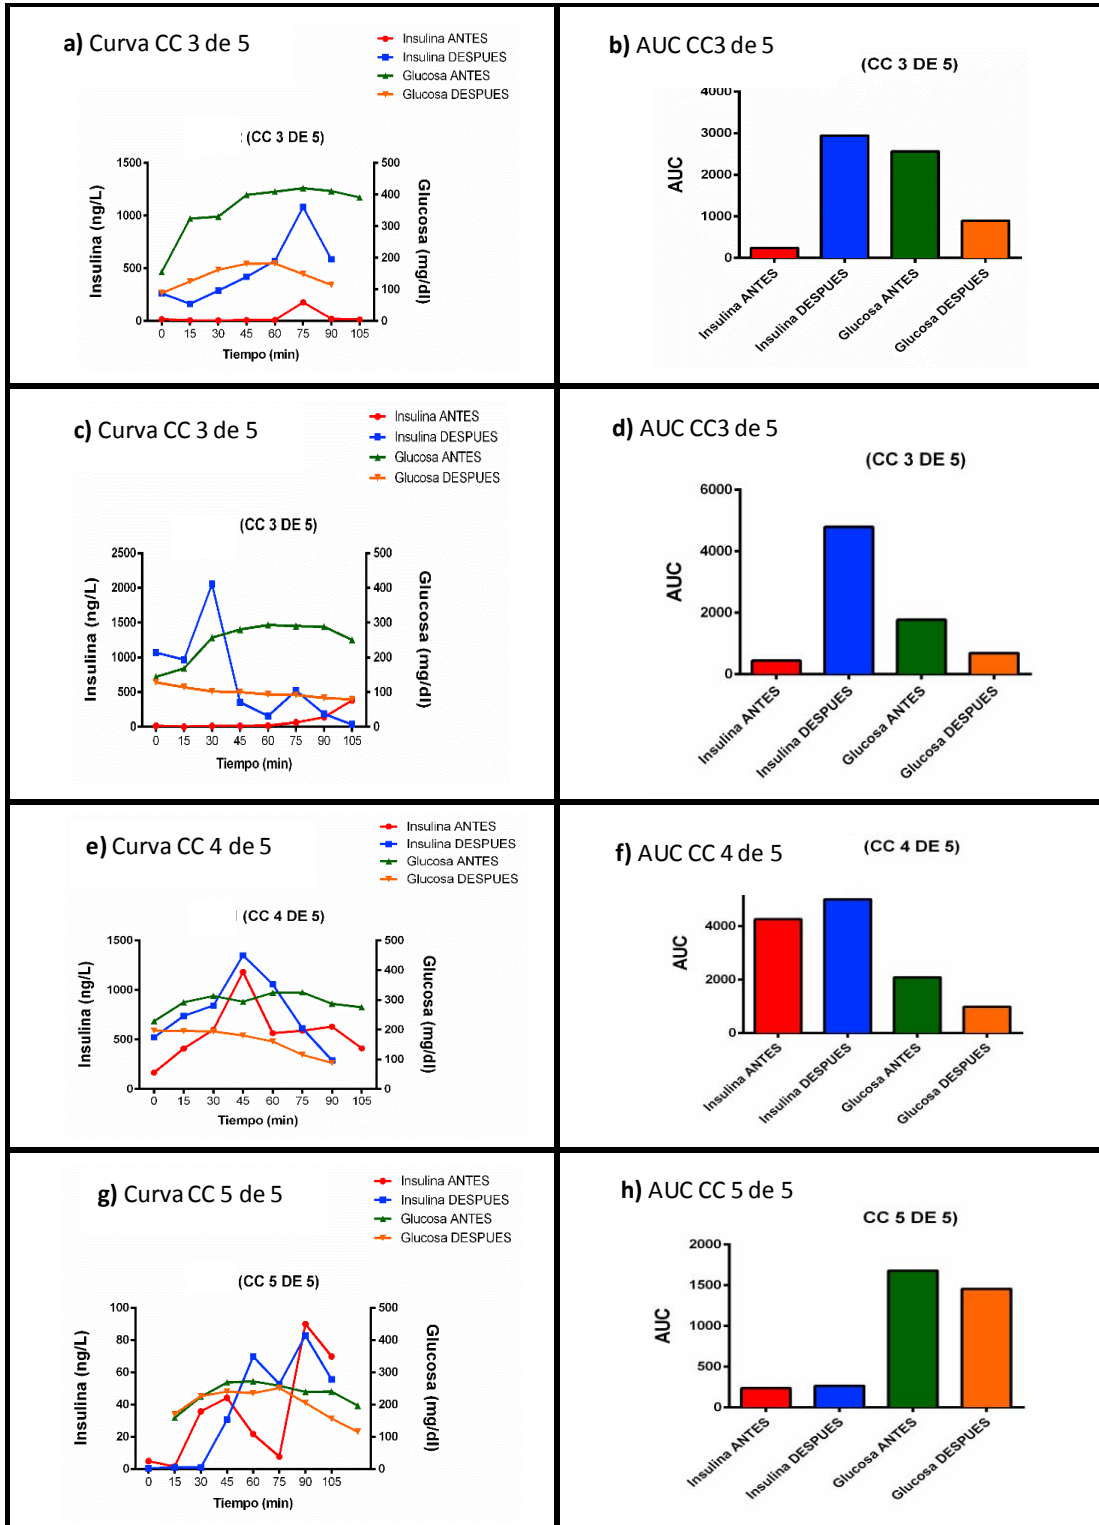 a) Curva CC 3 de 5
Insulina ANTES
Insulina DESPUES
Glucosa ANTES
Glucosa DESPUES
(CC 3 DE 5)
Insulina (ng/L)
1500
1000
500
0
500
400
300
200
100
0
Glucosa (mg/dl)
0 15 30 45 60 75 90 105
Tiempo (min)
b) AUC CC3 de 5
(CC 3 DE 5)
AUC
4000
3000
2000
1000
0
Insulina ANTES
Insulina DESPUES
Glucosa ANTES
Glucosa DESPUES
c) Curva CC 3 de 5
Insulina ANTES
Insulina DESPUES
Glucosa ANTES
Glucosa DESPUES
(CC 3 DE 5)
Insulina (ng/L)
2500
2000
1500
1000
500
0
500
400
300
200
100
0
Glucosa (mg/dl)
0 15 30 45 60 75 90 105
Tiempo (min)
d) AUC CC3 de 5
(CC 3 DE 5)
AUC
6000
4000
2000
0
Insulina ANTES
Insulina DESPUES
Glucosa ANTES
Glucosa DESPUES
e) Curva CC 4 de 5
Insulina ANTES
Insulina DESPUES
Glucosa ANTES
Glucosa DESPUES
(CC 4 DE 5)
Insulina (ng/L)
1500
1000
500
0
500
400
300
200
100
0
Glucosa (mg/dl)
0 15 30 45 60 75 90 105
Tiempo (min)
f) AUC CC 4 de 5
(CC 4 DE 5)
AUC
4000
2000
0
Insulina ANTES
Insulina DESPUES
Glucosa ANTES
Glucosa DESPUES
g) Curva CC 5 de 5
Insulina ANTES
Insulina DESPUES
Glucosa ANTES
Glucosa DESPUES
(CC 5 DE 5)
Insulina (ng/L)
100
80
60
40
20
0
500
400
300
200
100
0
Glucosa (mg/dl)
0 15 30 45 60 75 90 105
Tiempo (min)
h) AUC CC 5 de 5
CC 5 DE 5)
AUC
2000
1500
1000
500
0
Insulina ANTES
Insulina DESPUES
Glucosa ANTES
Glucosa DESPUES